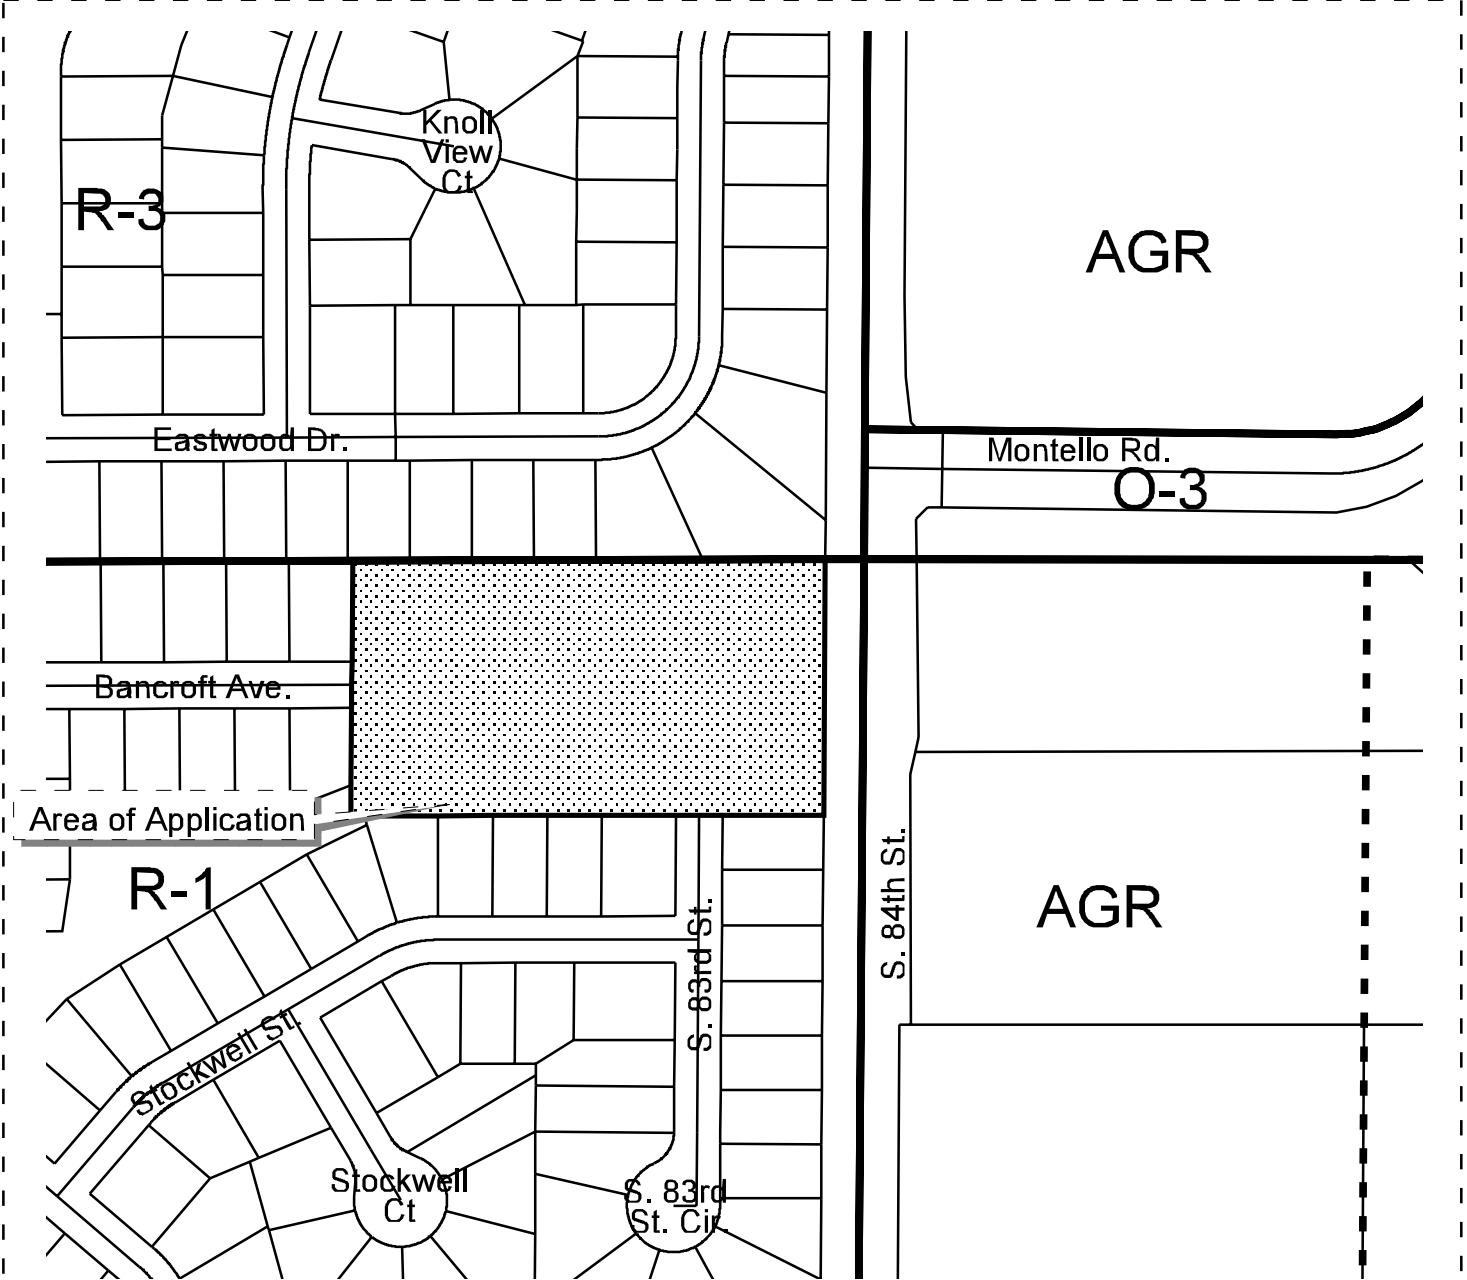 Knoll
View
Ct
R-3
AGR
Eastwood Dr.
Montello Rd.
O-3
Bancroft Ave.
Area of Application
R-1
S. 84th St.
AGR
S. 83rd St.
Stockwell St.
Stockwell
Ct
S. 83rd
St. Cir.